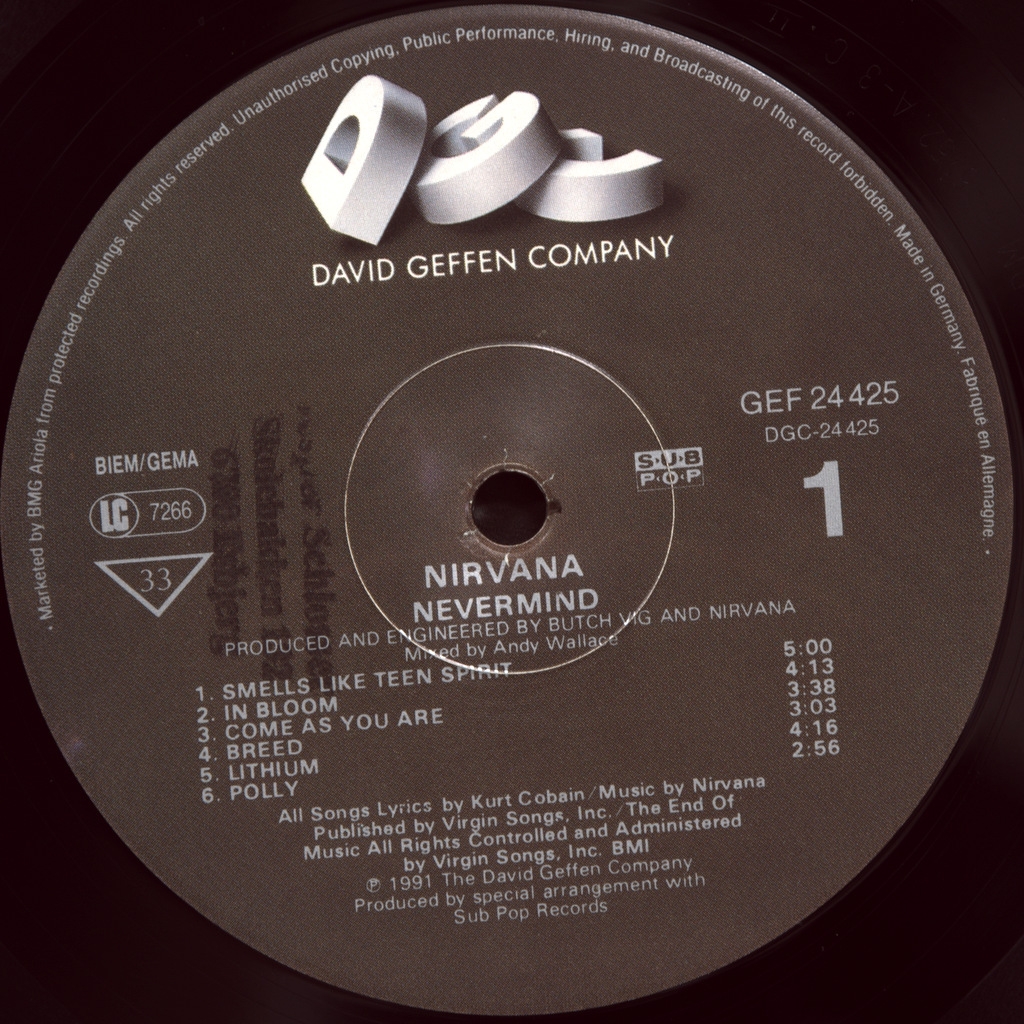 Marketed by BMG Ariola from protected recordings. All rights reserved. Unauthorised Copying, Public Performance, Hiring, and Broadcasting of this record forbidden. Made in Germany. Fabrique en Allemagne.
DGC
DAVID GEFFEN COMPANY
GEF 24 425
DGC-24 425
BIEM/GEMA
SUB
POP
1
LC 7266
33
NIRVANA
NEVERMIND
PRODUCED AND ENGINEERED BY BUTCH VIG AND NIRVANA
Mixed by Andy Wallace
1. SMELLS LIKE TEEN SPIRIT 5:00
2. IN BLOOM 4:13
3. COME AS YOU ARE 3:38
4. BREED 3:03
5. LITHIUM 4:16
6. POLLY 2:56
All Songs Lyrics by Kurt Cobain/Music by Nirvana
Published by Virgin Songs, Inc./The End Of
Music All Rights Controlled and Administered
by Virgin Songs, Inc. BMI
℗ 1991 The David Geffen Company
Produced by special arrangement with
Sub Pop Records